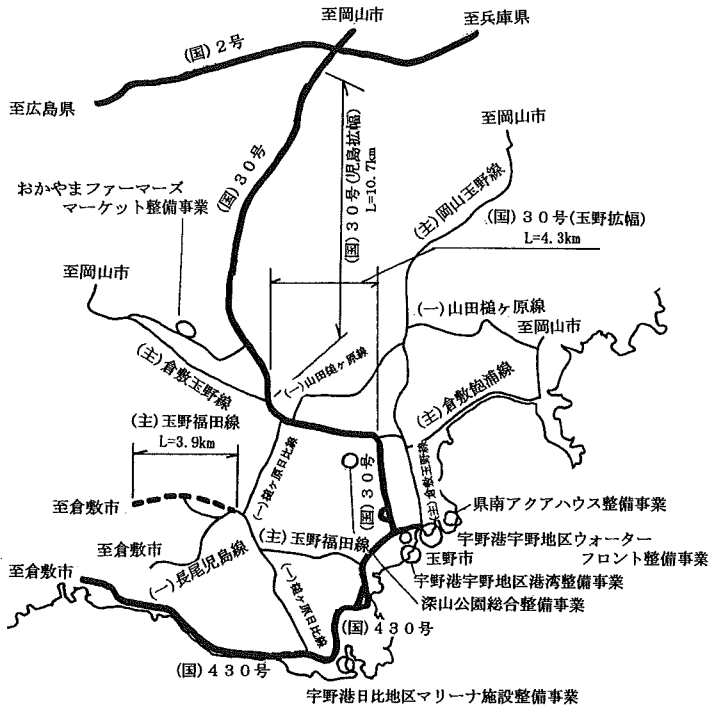 至岡山市
至兵庫県
(国)２号
至広島県
(国)３０号(児島拡幅)
L=10.7km
至岡山市
おかやまファーマーズ
マーケット整備事業
(国)３０号
(主)岡山玉野線
(国)３０号(玉野拡幅)
L=4.3km
至岡山市
(一)山田槌ヶ原線
至岡山市
(主)倉敷玉野線
(一)山田槌ヶ原線
(主)倉敷飽浦線
(主)玉野福田線
L=3.9km
(一)槌ヶ原日比線
(国)３０号
(主)倉敷玉野線
至倉敷市
県南アクアハウス整備事業
至倉敷市
(主)玉野福田線
宇野港宇野地区ウォーター
フロント整備事業
玉野市
至倉敷市
(一)長尾児島線
(一)槌ヶ原日比線
宇野港宇野地区港湾整備事業
深山公園総合整備事業
(国)４３０号
(国)４３０号
宇野港日比地区マリーナ施設整備事業